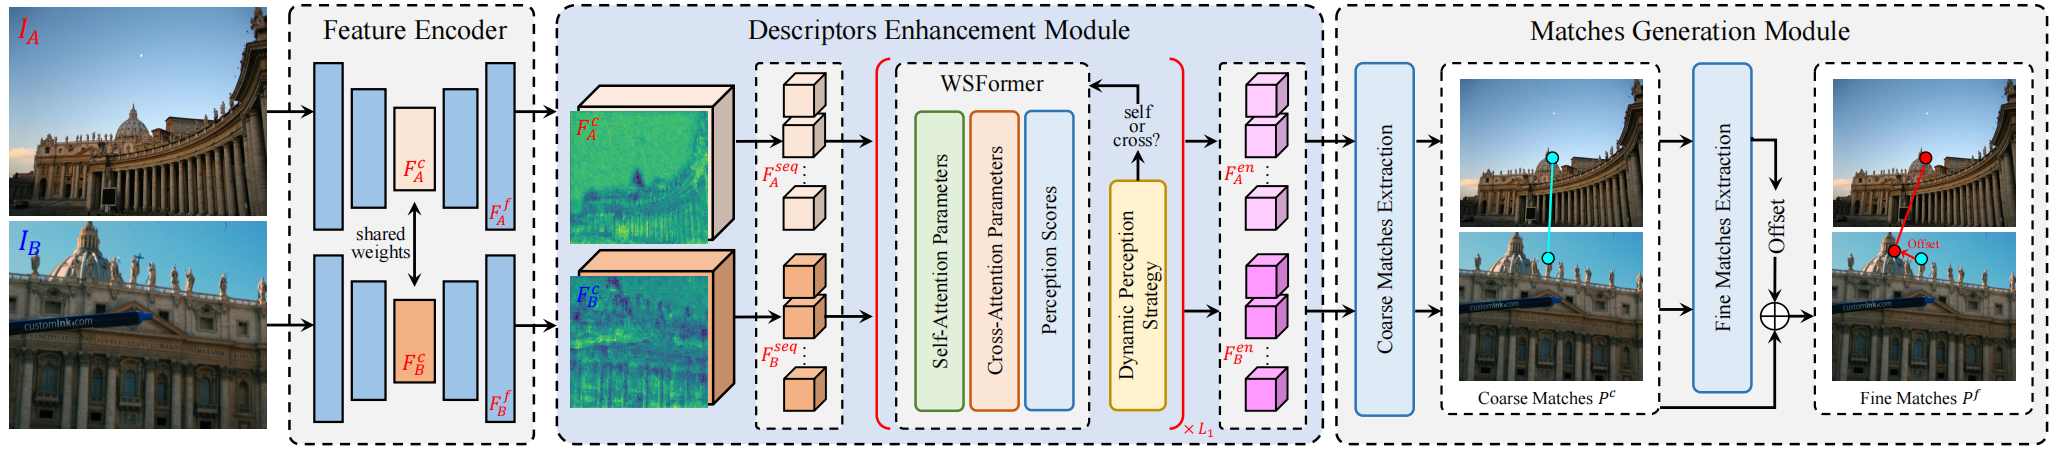 I_A
I_B
customink.com
Feature Encoder
F_A^c
F_A^f
shared
weights
F_B^c
F_B^f
Descriptors Enhancement Module
F_A^c
F_B^c
F_A^{seq}
F_B^{seq}
WSFormer
Self-Attention Parameters
Cross-Attention Parameters
Perception Scores
self
or
cross?
Dynamic Perception
Strategy
× L_1
F_A^{en}
F_B^{en}
Matches Generation Module
Coarse Matches Extraction
customink.com
Coarse Matches P^c
Fine Matches Extraction
Offset
Offset
customink.com
Fine Matches P^f